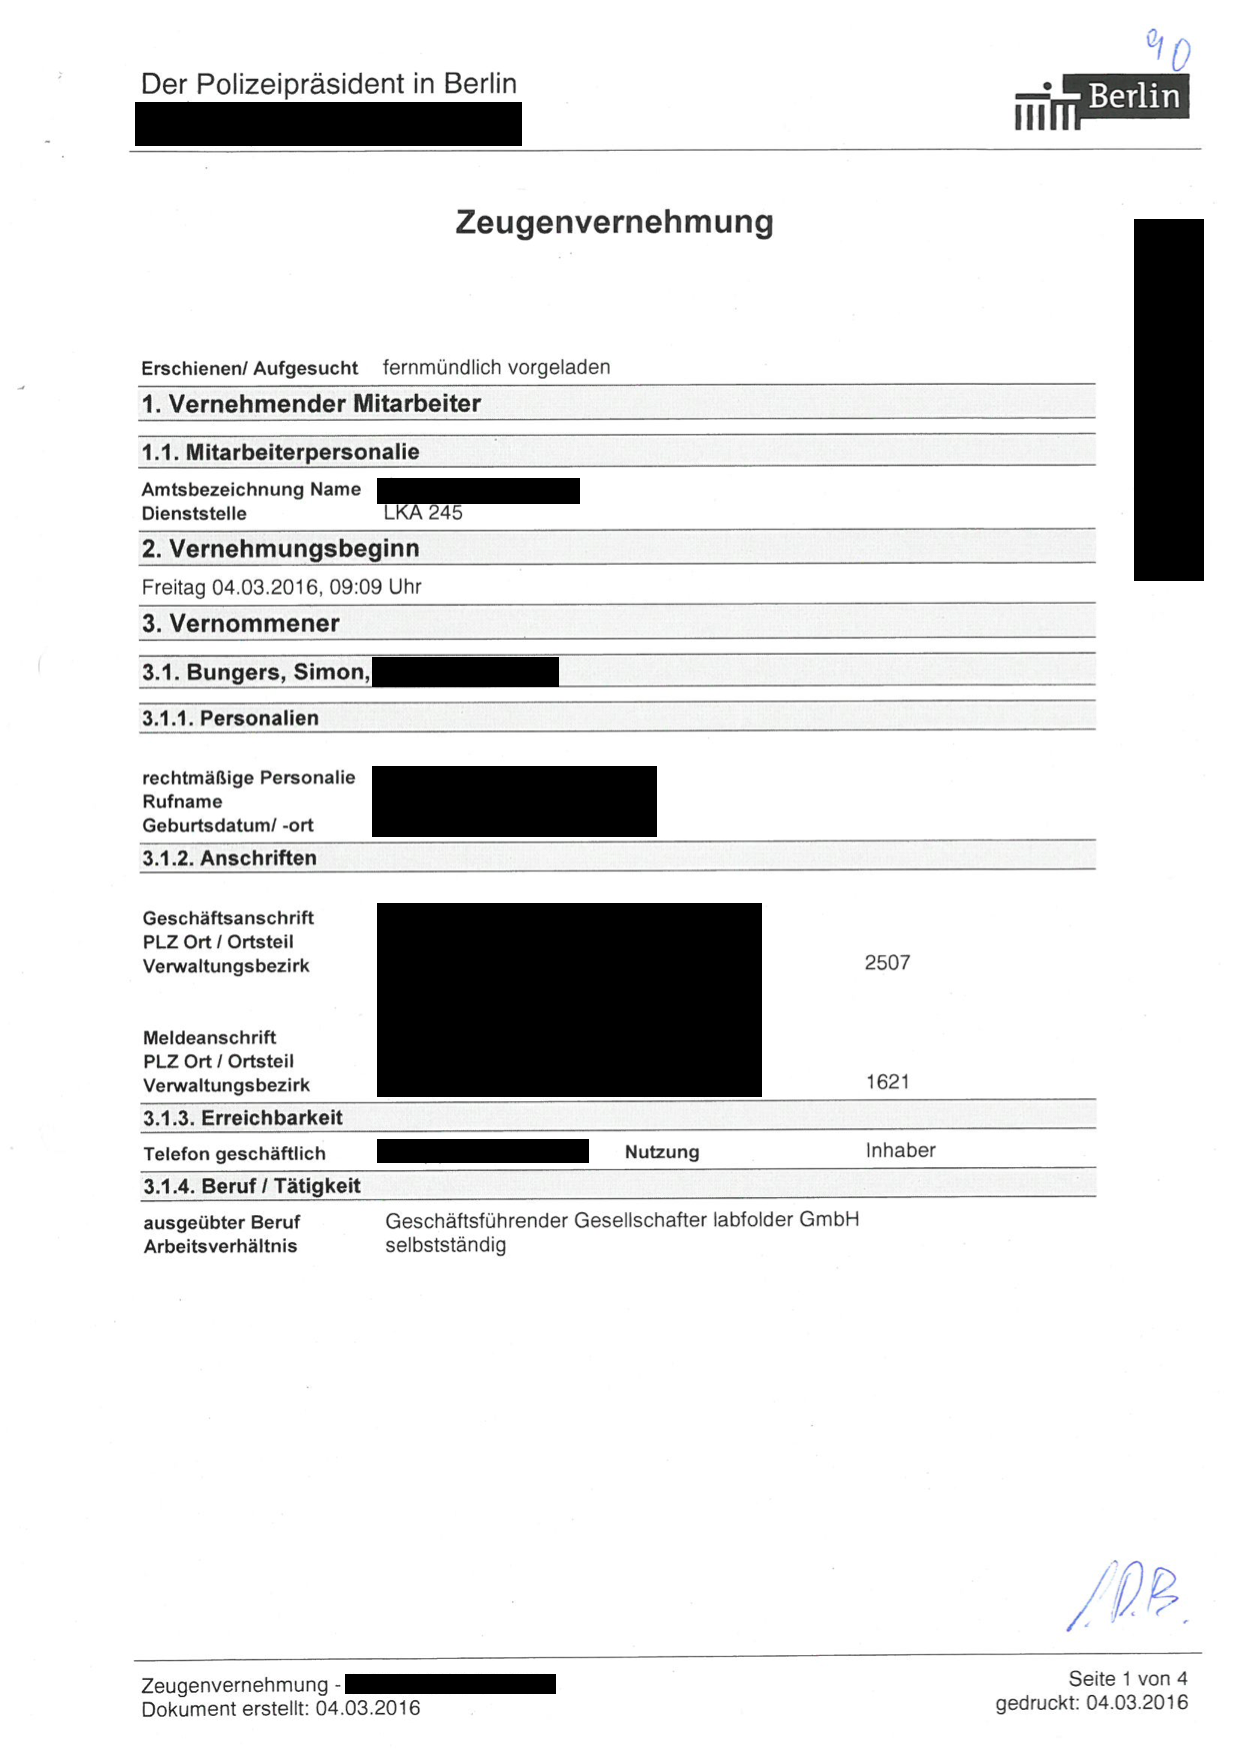 90
Der Polizeipräsident in Berlin
Berlin
Zeugenvernehmung
Erschienen/ Aufgesucht fernmündlich vorgeladen
1. Vernehmender Mitarbeiter
1.1. Mitarbeiterpersonalie
Amtsbezeichnung Name
Dienststelle LKA 245
2. Vernehmungsbeginn
Freitag 04.03.2016, 09:09 Uhr
3. Vernommener
3.1. Bungers, Simon,
3.1.1. Personalien
rechtmäßige Personalie
Rufname
Geburtsdatum/ -ort
3.1.2. Anschriften
Geschäftsanschrift
PLZ Ort / Ortsteil
Verwaltungsbezirk 2507
Meldeanschrift
PLZ Ort / Ortsteil
Verwaltungsbezirk 1621
3.1.3. Erreichbarkeit
Telefon geschäftlich Nutzung Inhaber
3.1.4. Beruf / Tätigkeit
ausgeübter Beruf Geschäftsführender Gesellschafter labfolder GmbH
Arbeitsverhältnis selbstständig
Zeugenvernehmung -
Dokument erstellt: 04.03.2016
Seite 1 von 4
gedruckt: 04.03.2016